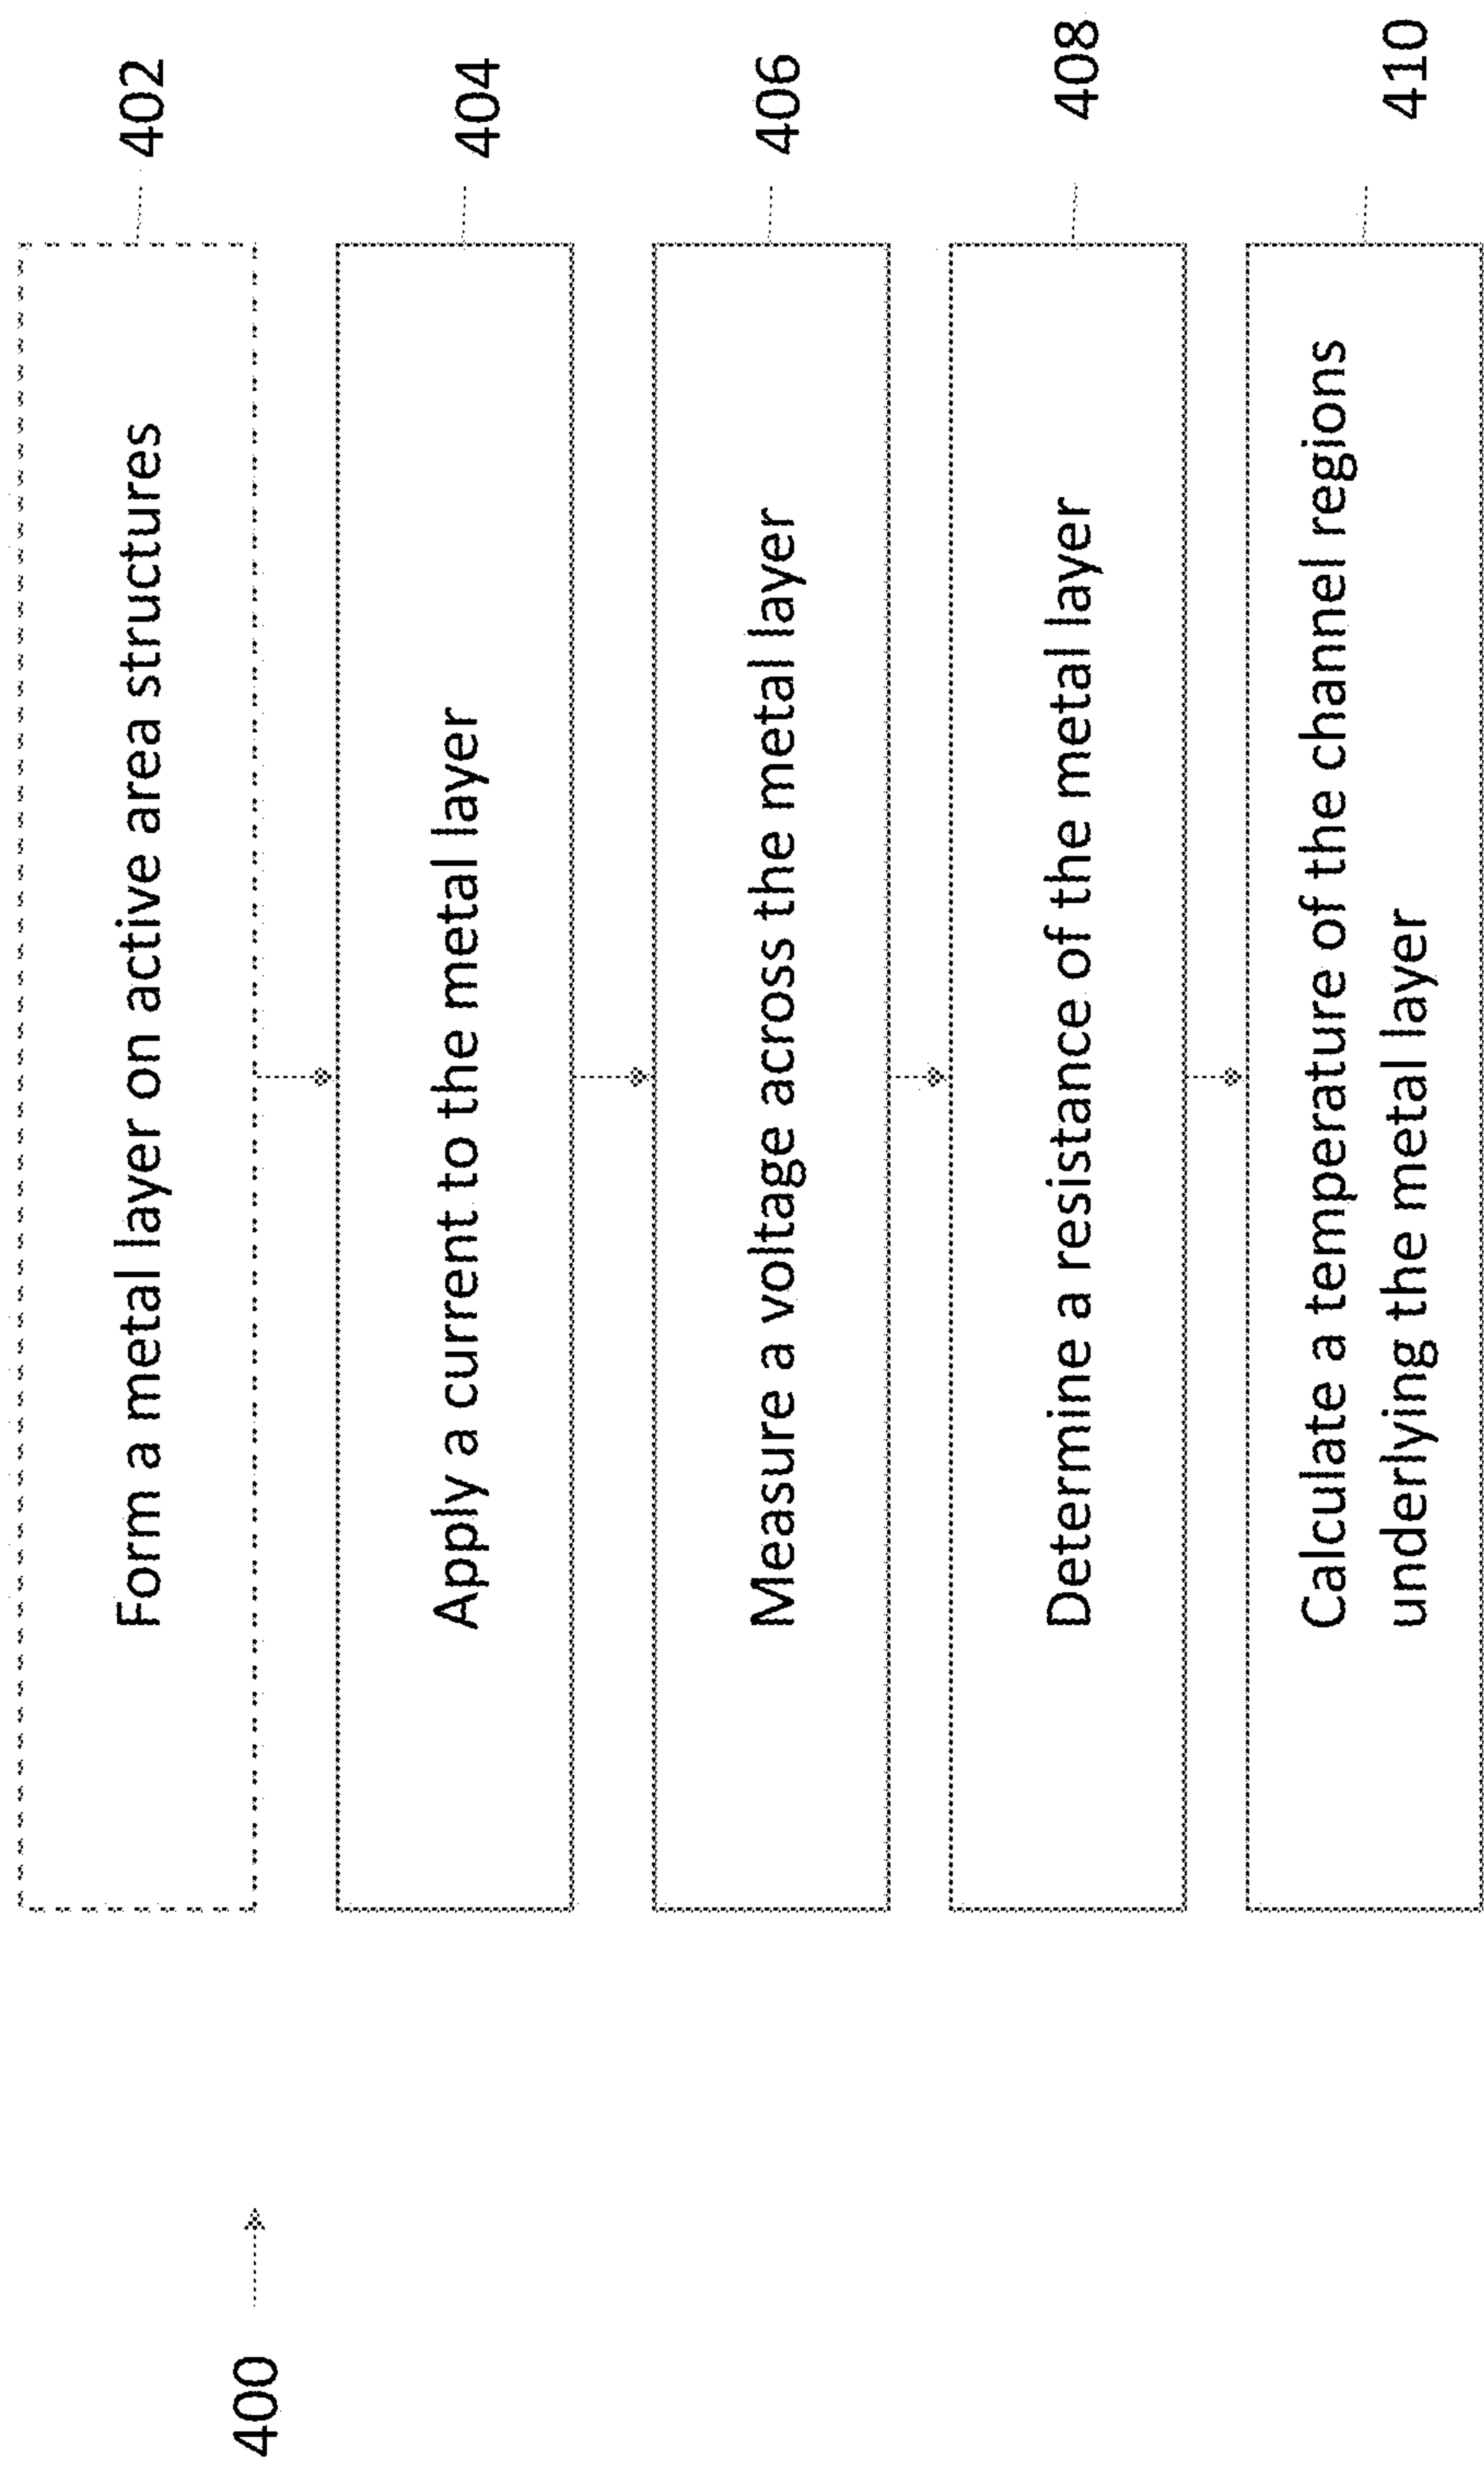 400
Form a metal layer on active area structures
402
Apply a current to the metal layer
404
Measure a voltage across the metal layer
406
Determine a resistance of the metal layer
408
Calculate a temperature of the channel regions
underlying the metal layer
410